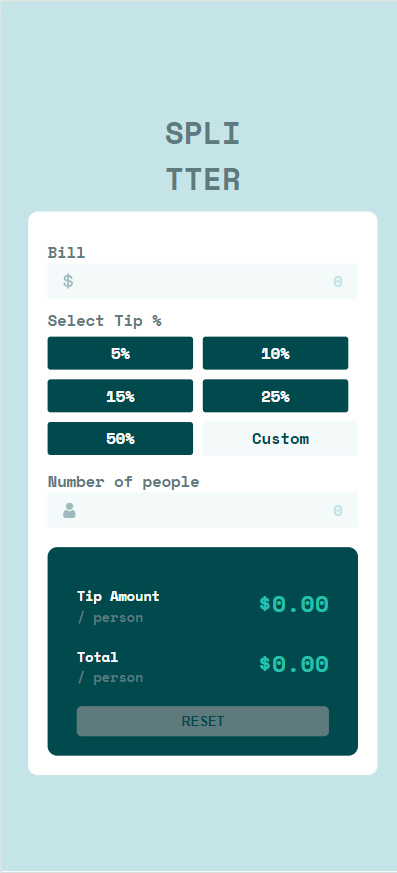 SPLI
TTER
Bill
$ 0
Select Tip %
5% 10%
15% 25%
50% Custom
Number of people
0
Tip Amount $0.00
/ person
Total $0.00
/ person
RESET